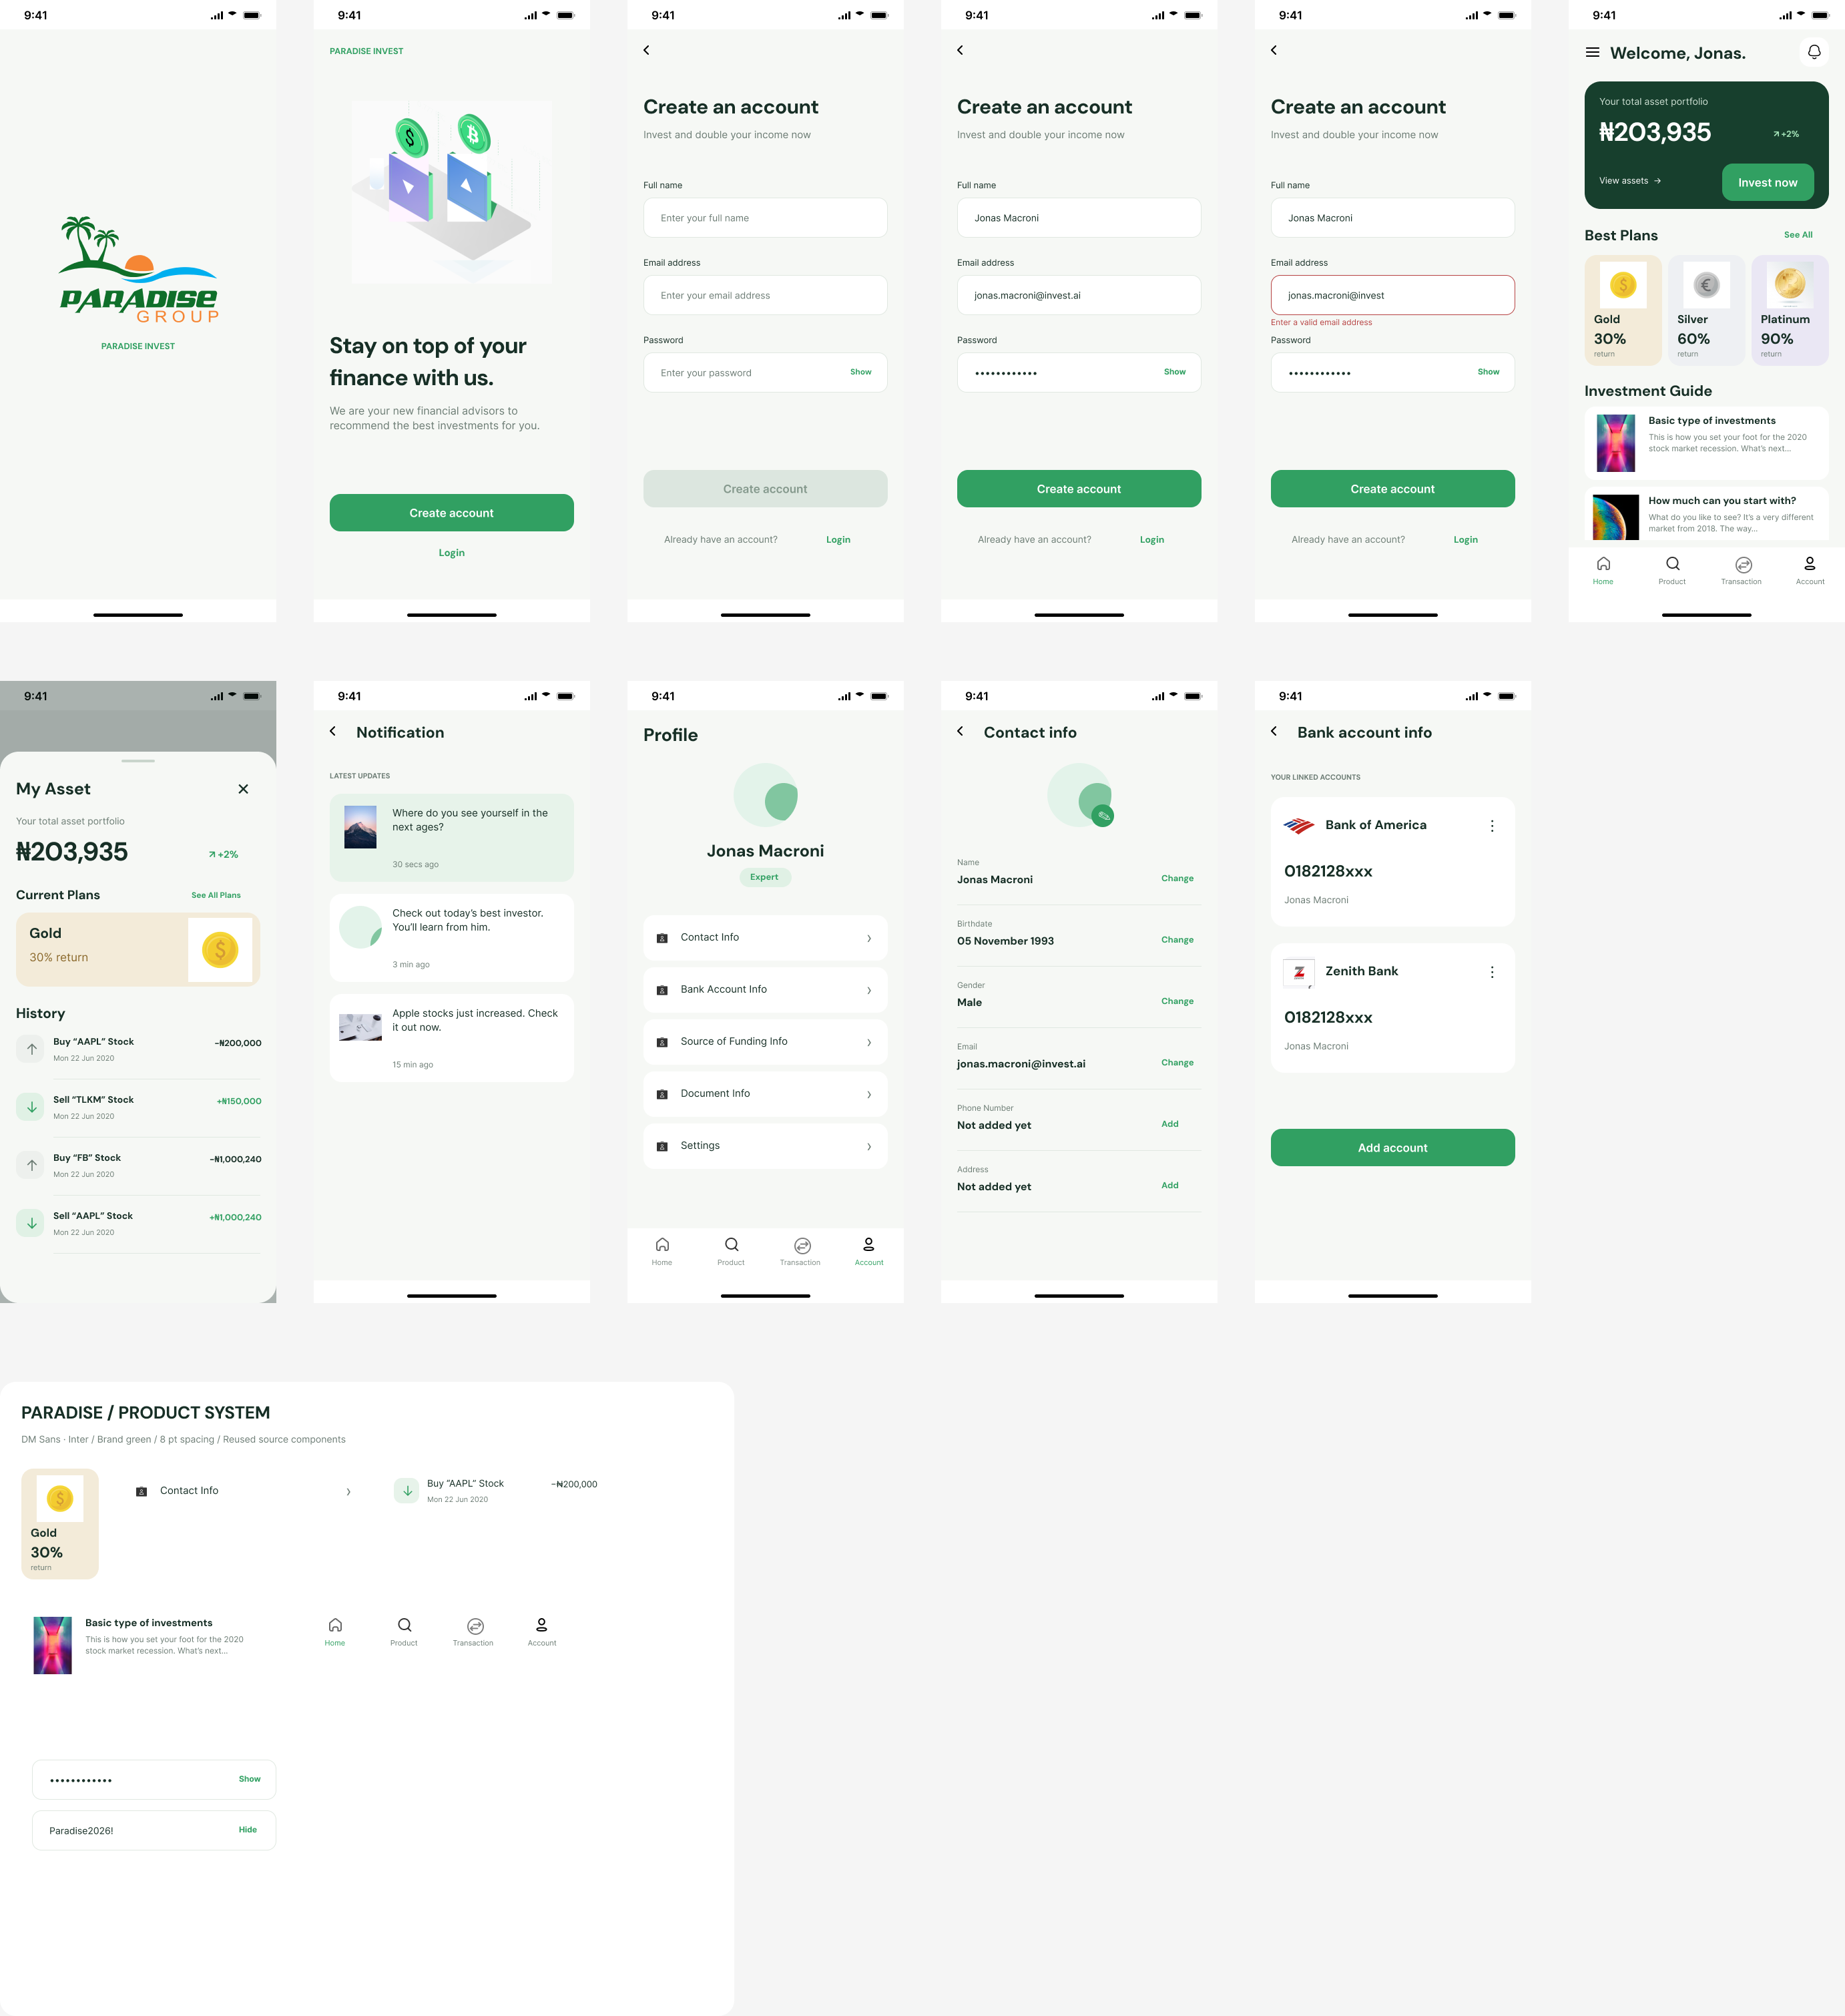 9:41
PARADISE
GROUP
PARADISE INVEST
9:41
PARADISE INVEST
Stay on top of your
finance with us.
We are your new financial advisors to
recommend the best investments for you.
Create account
Login
9:41
Create an account
Invest and double your income now
Full name
Enter your full name
Email address
Enter your email address
Password
Enter your password
Show
Create account
Already have an account?
Login
9:41
Create an account
Invest and double your income now
Full name
Jonas Macroni
Email address
jonas.macroni@invest.ai
Password
••••••••••••
Show
Create account
Already have an account?
Login
9:41
Create an account
Invest and double your income now
Full name
Jonas Macroni
Email address
jonas.macroni@invest
Enter a valid email address
Password
••••••••••••
Show
Create account
Already have an account?
Login
9:41
Welcome, Jonas.
Your total asset portfolio
₦203,935
+2%
View assets →
Invest now
Best Plans
See All
Gold
30%
return
Silver
60%
return
Platinum
90%
return
Investment Guide
Basic type of investments
This is how you set your foot for the 2020
stock market recession. What's next...
How much can you start with?
What do you like to see? It's a very different
market from 2018. The way...
Home
Product
Transaction
Account
9:41
My Asset
Your total asset portfolio
₦203,935
+2%
Current Plans
See All Plans
Gold
30% return
History
Buy “AAPL” Stock
−₦200,000
Mon 22 Jun 2020
Sell “TLKM” Stock
+₦150,000
Mon 22 Jun 2020
Buy “FB” Stock
−₦1,000,240
Mon 22 Jun 2020
Sell “AAPL” Stock
+₦1,000,240
Mon 22 Jun 2020
9:41
Notification
LATEST UPDATES
Where do you see yourself in the
next ages?
30 secs ago
Check out today’s best investor.
You’ll learn from him.
3 min ago
Apple stocks just increased. Check
it out now.
15 min ago
9:41
Profile
Jonas Macroni
Expert
Contact Info
Bank Account Info
Source of Funding Info
Document Info
Settings
Home
Product
Transaction
Account
9:41
Contact info
Name
Jonas Macroni
Change
Birthdate
05 November 1993
Change
Gender
Male
Change
Email
jonas.macroni@invest.ai
Change
Phone Number
Not added yet
Add
Address
Not added yet
Add
9:41
Bank account info
YOUR LINKED ACCOUNTS
Bank of America
0182128xxx
Jonas Macroni
Zenith Bank
0182128xxx
Jonas Macroni
Add account
PARADISE / PRODUCT SYSTEM
DM Sans · Inter / Brand green / 8 pt spacing / Reused source components
Gold
30%
return
Contact Info
Buy “AAPL” Stock
−₦200,000
Mon 22 Jun 2020
Basic type of investments
This is how you set your foot for the 2020
stock market recession. What's next...
Home
Product
Transaction
Account
••••••••••••
Show
Paradise2026!
Hide